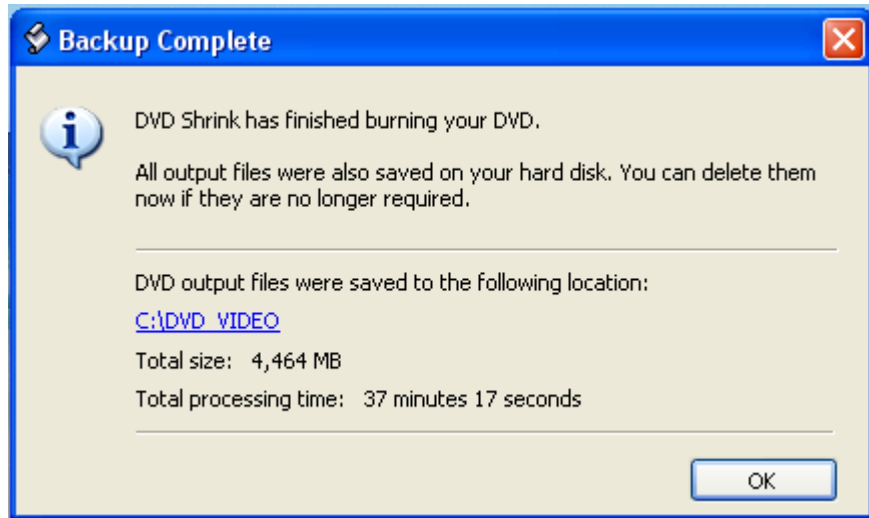 Backup Complete
DVD Shrink has finished burning your DVD.
All output files were also saved on your hard disk. You can delete them
now if they are no longer required.
DVD output files were saved to the following location:
C:\DVD_VIDEO
Total size: 4,464 MB
Total processing time: 37 minutes 17 seconds
OK